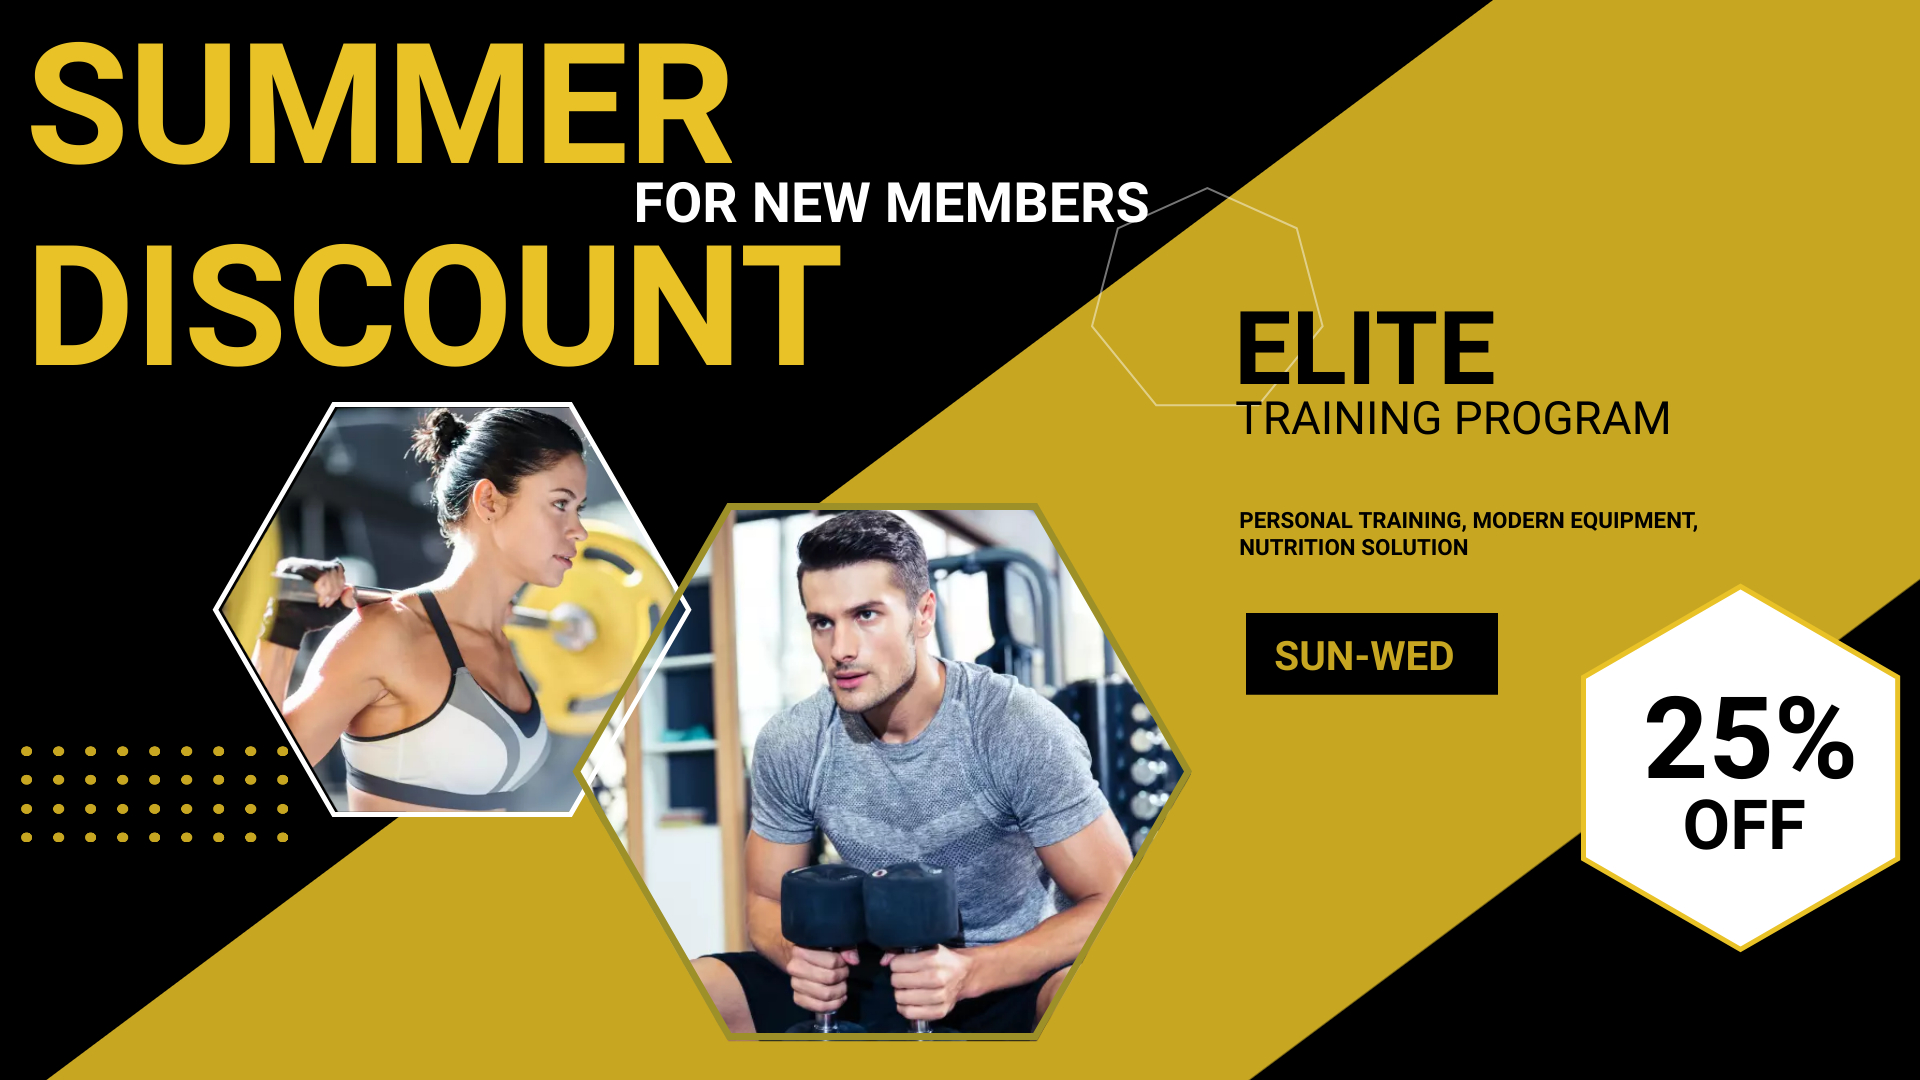 SUMMER
FOR NEW MEMBERS
DISCOUNT
ELITE
TRAINING PROGRAM
PERSONAL TRAINING, MODERN EQUIPMENT,
NUTRITION SOLUTION
SUN-WED
25%
OFF